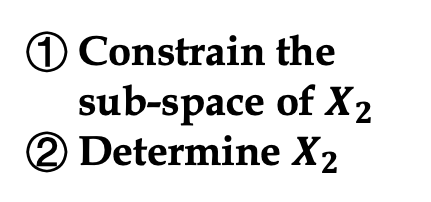 ① Constrain the
sub-space of X₂
② Determine X₂